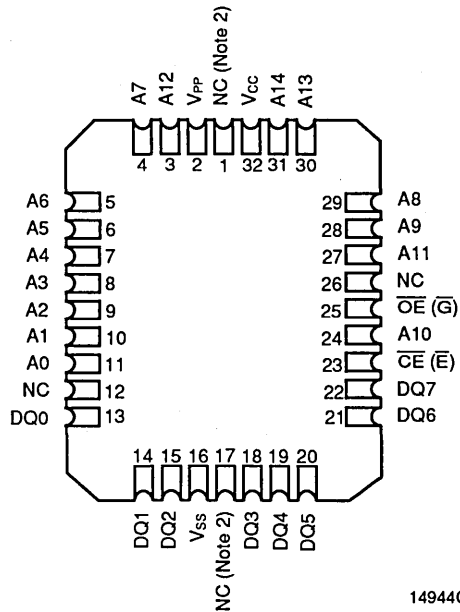 A7 A12 VPP NC (Note 2) VCC A14 A13
4 3 2 1 32 31 30
A6 5 29 A8
A5 6 28 A9
A4 7 27 A11
A3 8 26 NC
A2 9 25 O̅E̅ (G̅)
A1 10 24 A10
A0 11 23 C̅E̅ (E̅)
NC 12 22 DQ7
DQ0 13 21 DQ6
14 15 16 17 18 19 20
DQ1 DQ2 VSS NC (Note 2) DQ3 DQ4 DQ5